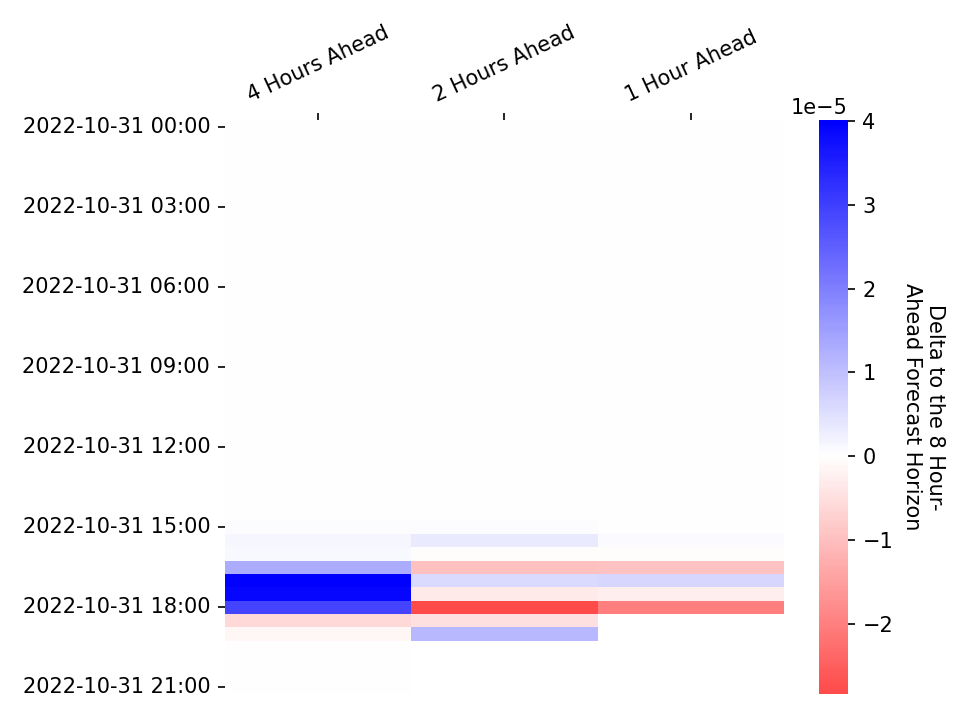 4 Hours Ahead
2 Hours Ahead
1 Hour Ahead
1e−5
2022-10-31 00:00
2022-10-31 03:00
2022-10-31 06:00
2022-10-31 09:00
2022-10-31 12:00
2022-10-31 15:00
2022-10-31 18:00
2022-10-31 21:00
4
3
2
1
0
−1
−2
Delta to the 8 Hour-
Ahead Forecast Horizon